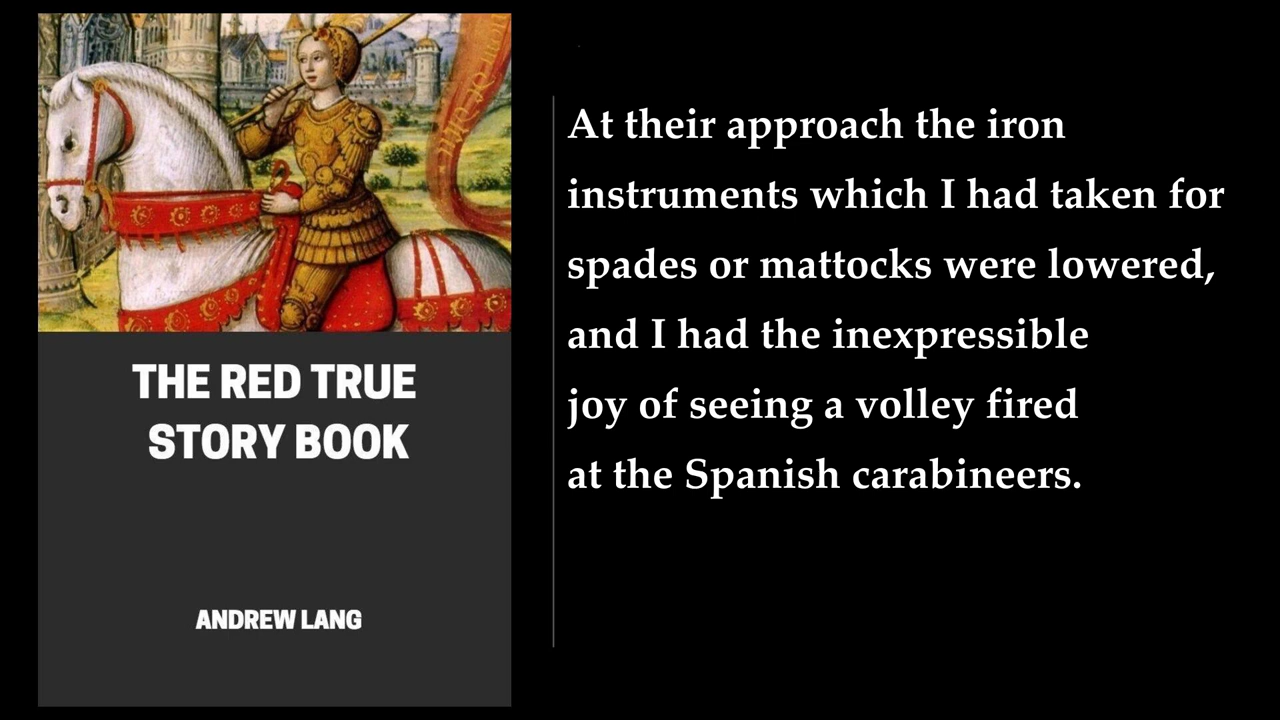 THE RED TRUE
STORY BOOK
ANDREW LANG
At their approach the iron
instruments which I had taken for
spades or mattocks were lowered,
and I had the inexpressible
joy of seeing a volley fired
at the Spanish carabineers.